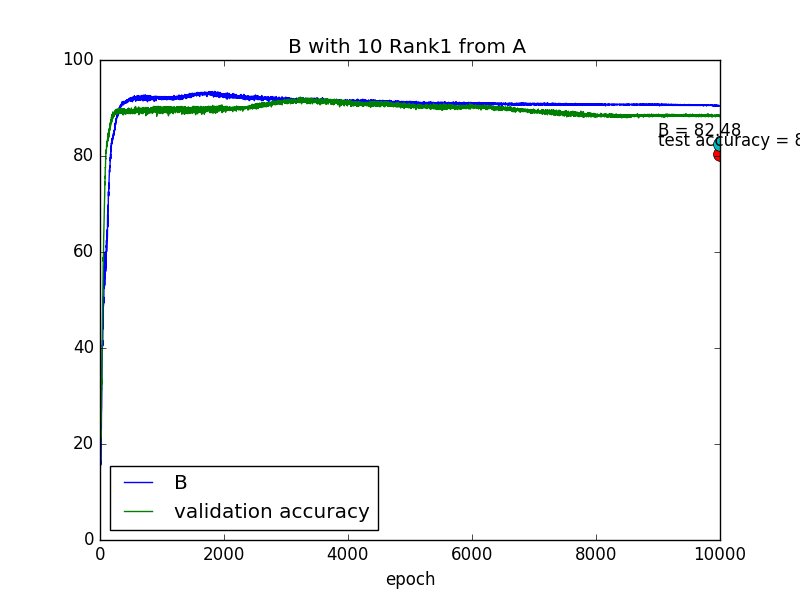 B with 10 Rank1 from A
100
80
60
40
20
0
B = 82.48
test accuracy = 8
B
validation accuracy
0 2000 4000 6000 8000 10000
epoch